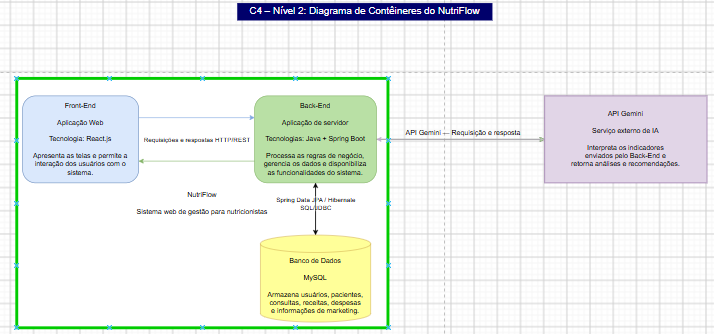 C4 – Nível 2: Diagrama de Contêineres do NutriFlow
Front-End
Aplicação Web
Tecnologia: React.js
Apresenta as telas e permite a
interação dos usuários com o
sistema.
Requisições e respostas HTTP/REST
Back-End
Aplicação de servidor
Tecnologias: Java + Spring Boot
Processa as regras de negócio,
gerencia os dados e disponibiliza
as funcionalidades do sistema.
API Gemini — Requisição e resposta
API Gemini
Serviço externo de IA
Interpreta os indicadores
enviados pelo Back-End e
retorna análises e recomendações.
NutriFlow
Sistema web de gestão para nutricionistas
Spring Data JPA / Hibernate
SQL/JDBC
Banco de Dados
MySQL
Armazena usuários, pacientes,
consultas, receitas, despesas
e informações de marketing.